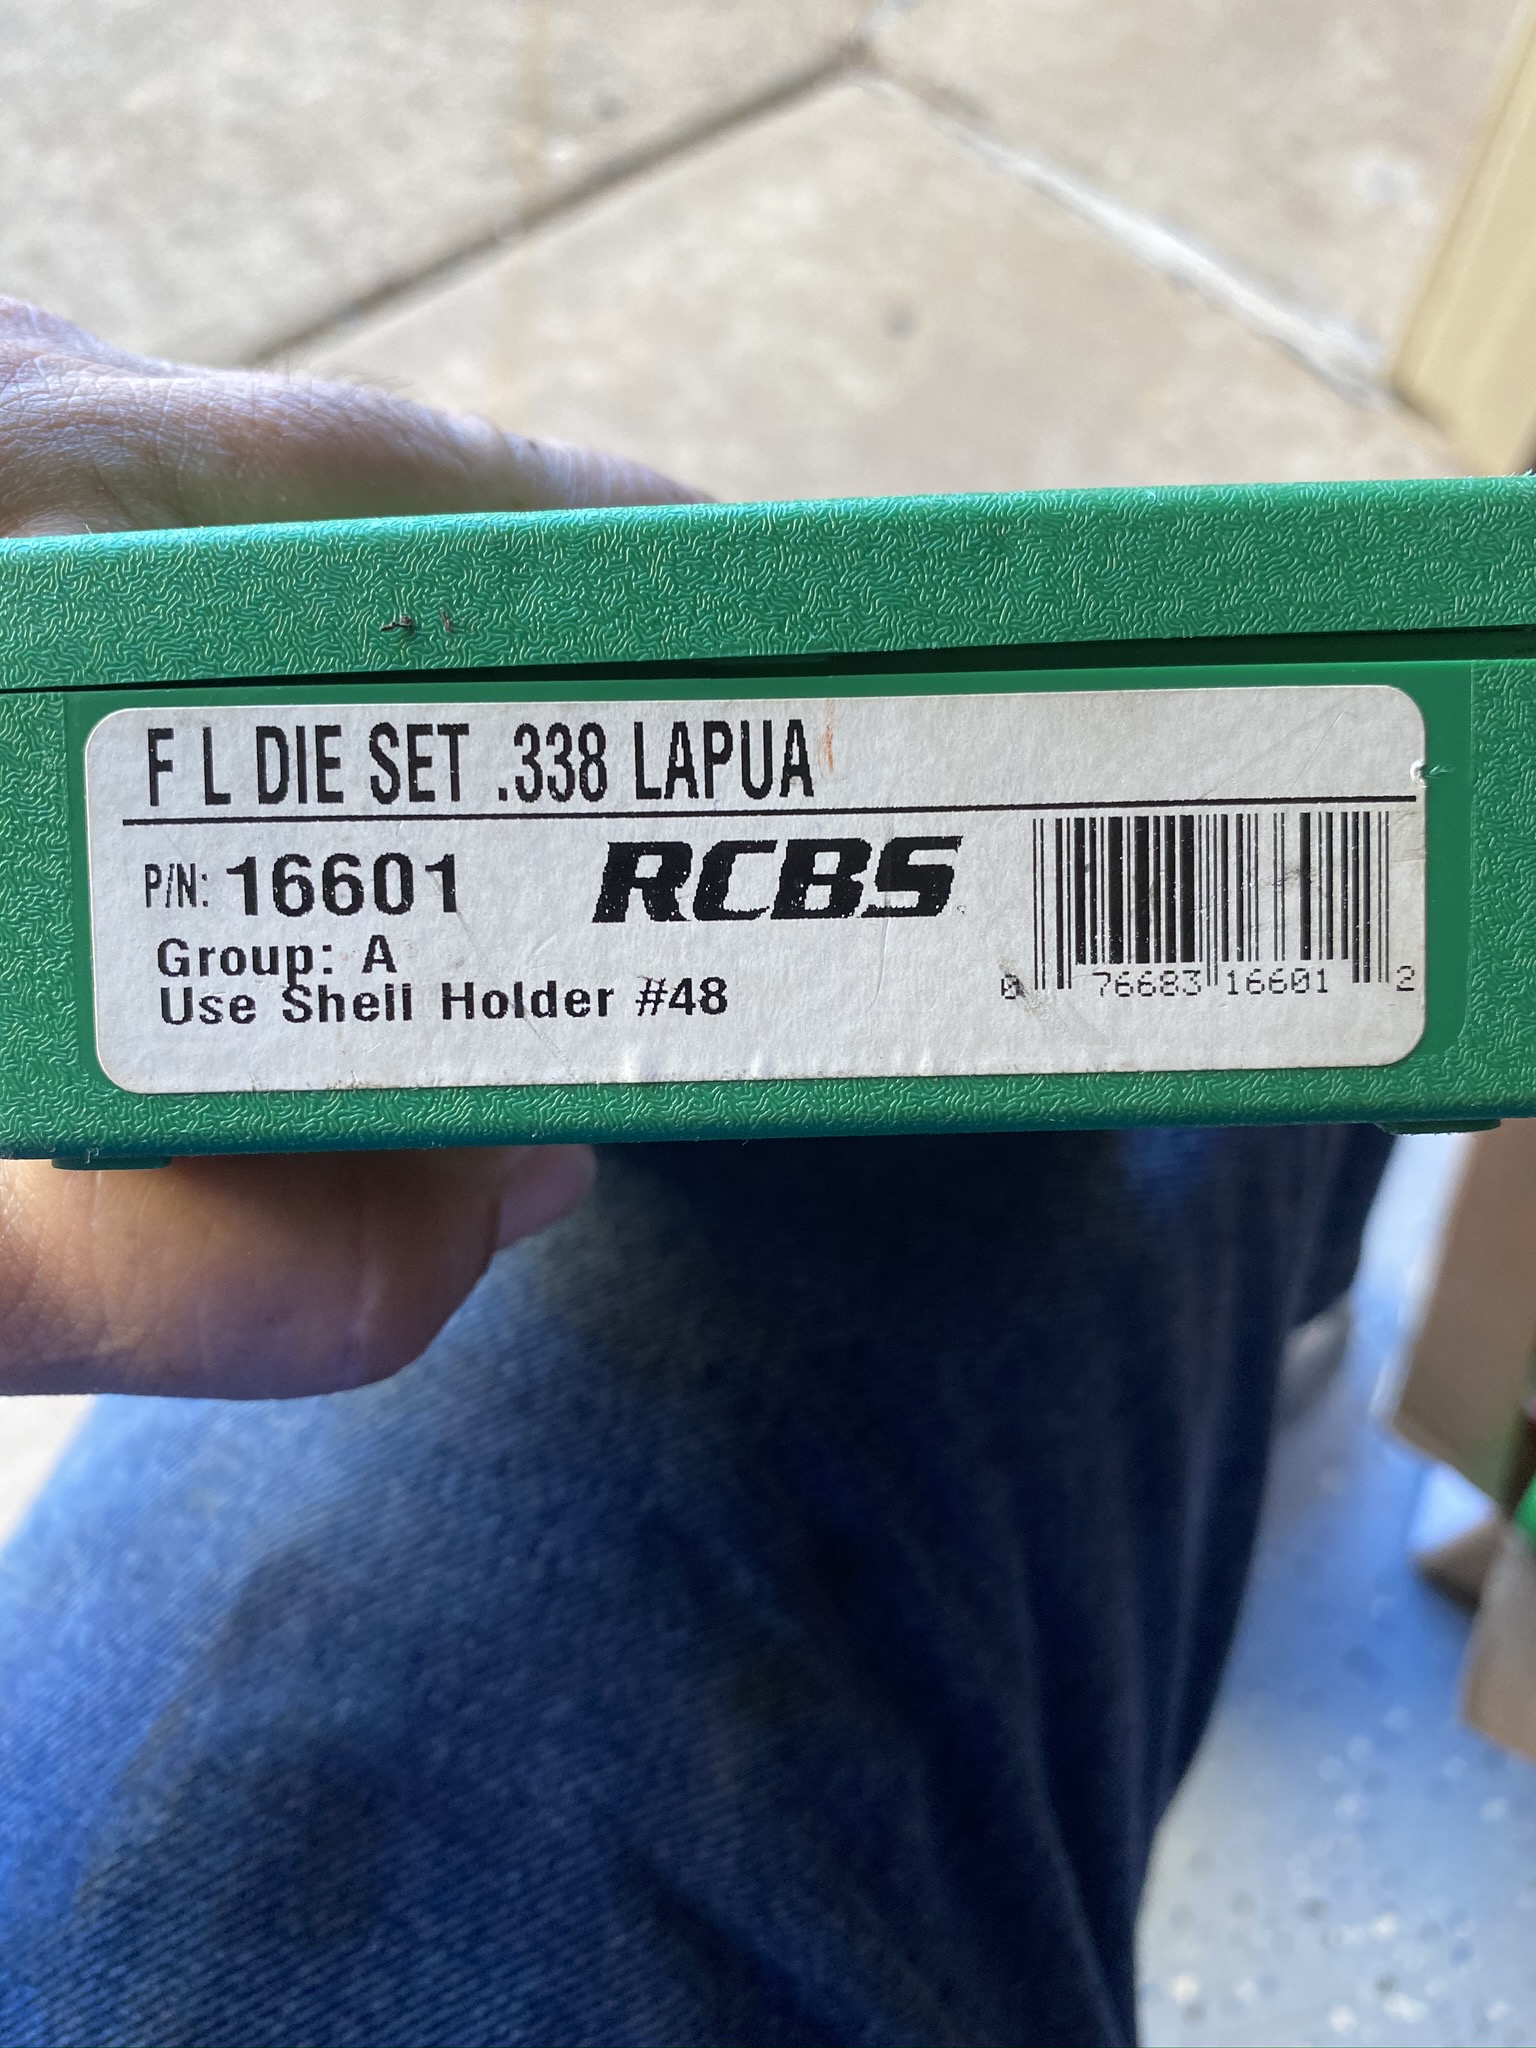 F L DIE SET .338 LAPUA
P/N: 16601
RCBS
Group: A
Use Shell Holder #48
0 76683 16601 2